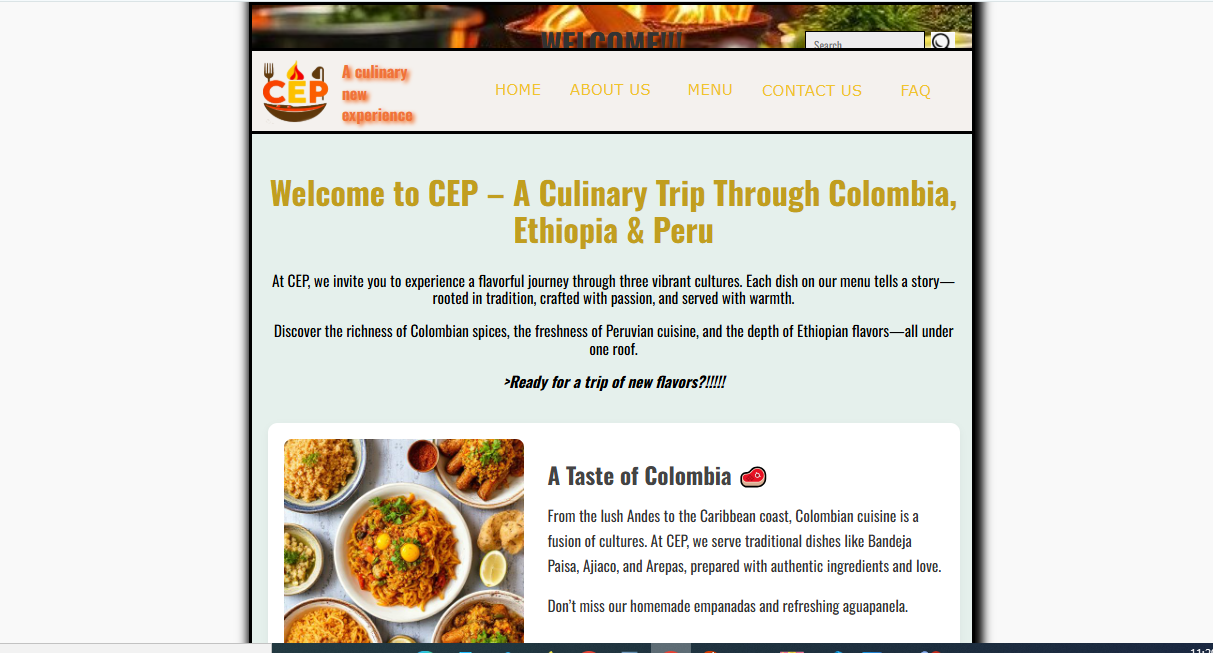 WELCOME!!!
Search
CEP
A culinary
new
experience
HOME ABOUT US MENU CONTACT US FAQ
Welcome to CEP – A Culinary Trip Through Colombia,
Ethiopia & Peru
At CEP, we invite you to experience a flavorful journey through three vibrant cultures. Each dish on our menu tells a story—
rooted in tradition, crafted with passion, and served with warmth.
Discover the richness of Colombian spices, the freshness of Peruvian cuisine, and the depth of Ethiopian flavors—all under
one roof.
>Ready for a trip of new flavors?!!!!!
A Taste of Colombia
From the lush Andes to the Caribbean coast, Colombian cuisine is a
fusion of cultures. At CEP, we serve traditional dishes like Bandeja
Paisa, Ajiaco, and Arepas, prepared with authentic ingredients and love.
Don’t miss our homemade empanadas and refreshing aguapanela.